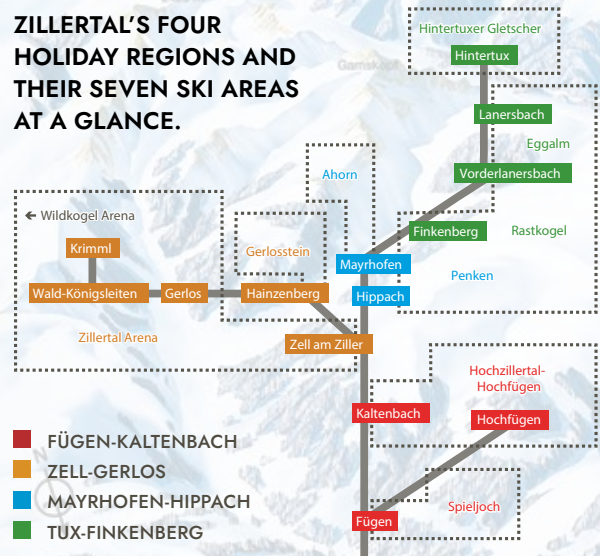 ZILLERTAL'S FOUR
HOLIDAY REGIONS AND
THEIR SEVEN SKI AREAS
AT A GLANCE.
Hintertuxer Gletscher
Hintertux
Lanersbach
Eggalm
Vorderlanersbach
Ahorn
← Wildkogel Arena
Finkenberg
Rastkogel
Krimml
Gerlosstein
Mayrhofen
Penken
Wald-Königsleiten
Gerlos
Hainzenberg
Hippach
Zillertal Arena
Zell am Ziller
Hochzillertal-
Hochfügen
Kaltenbach
Hochfügen
FÜGEN-KALTENBACH
ZELL-GERLOS
MAYRHOFEN-HIPPACH
TUX-FINKENBERG
Spieljoch
Fügen
N